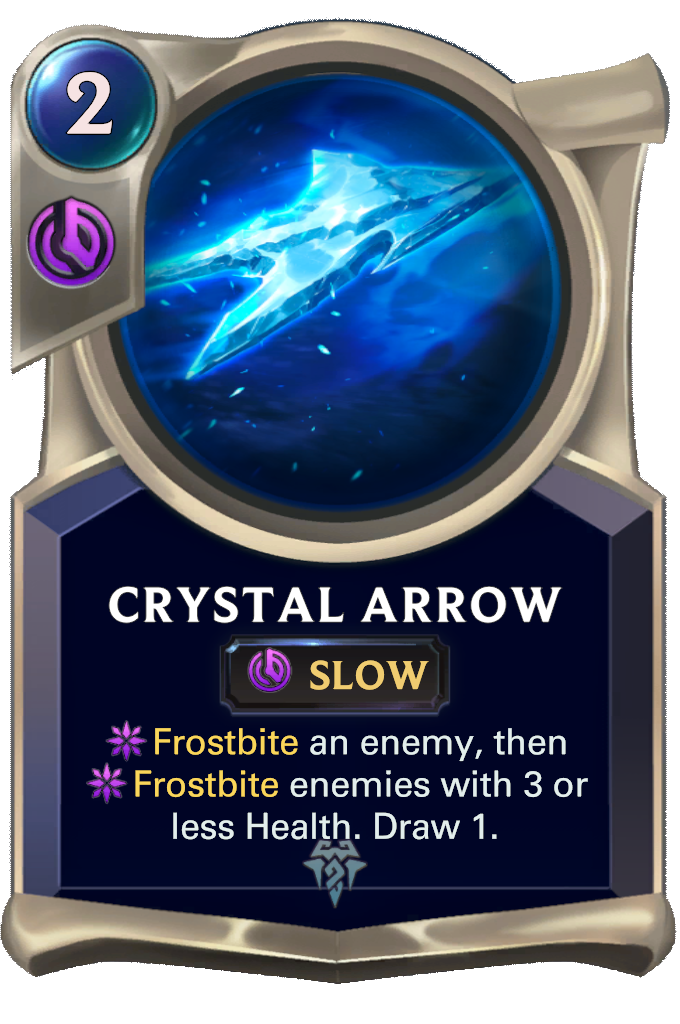 2
CRYSTAL ARROW
SLOW
Frostbite an enemy, then
Frostbite enemies with 3 or
less Health. Draw 1.